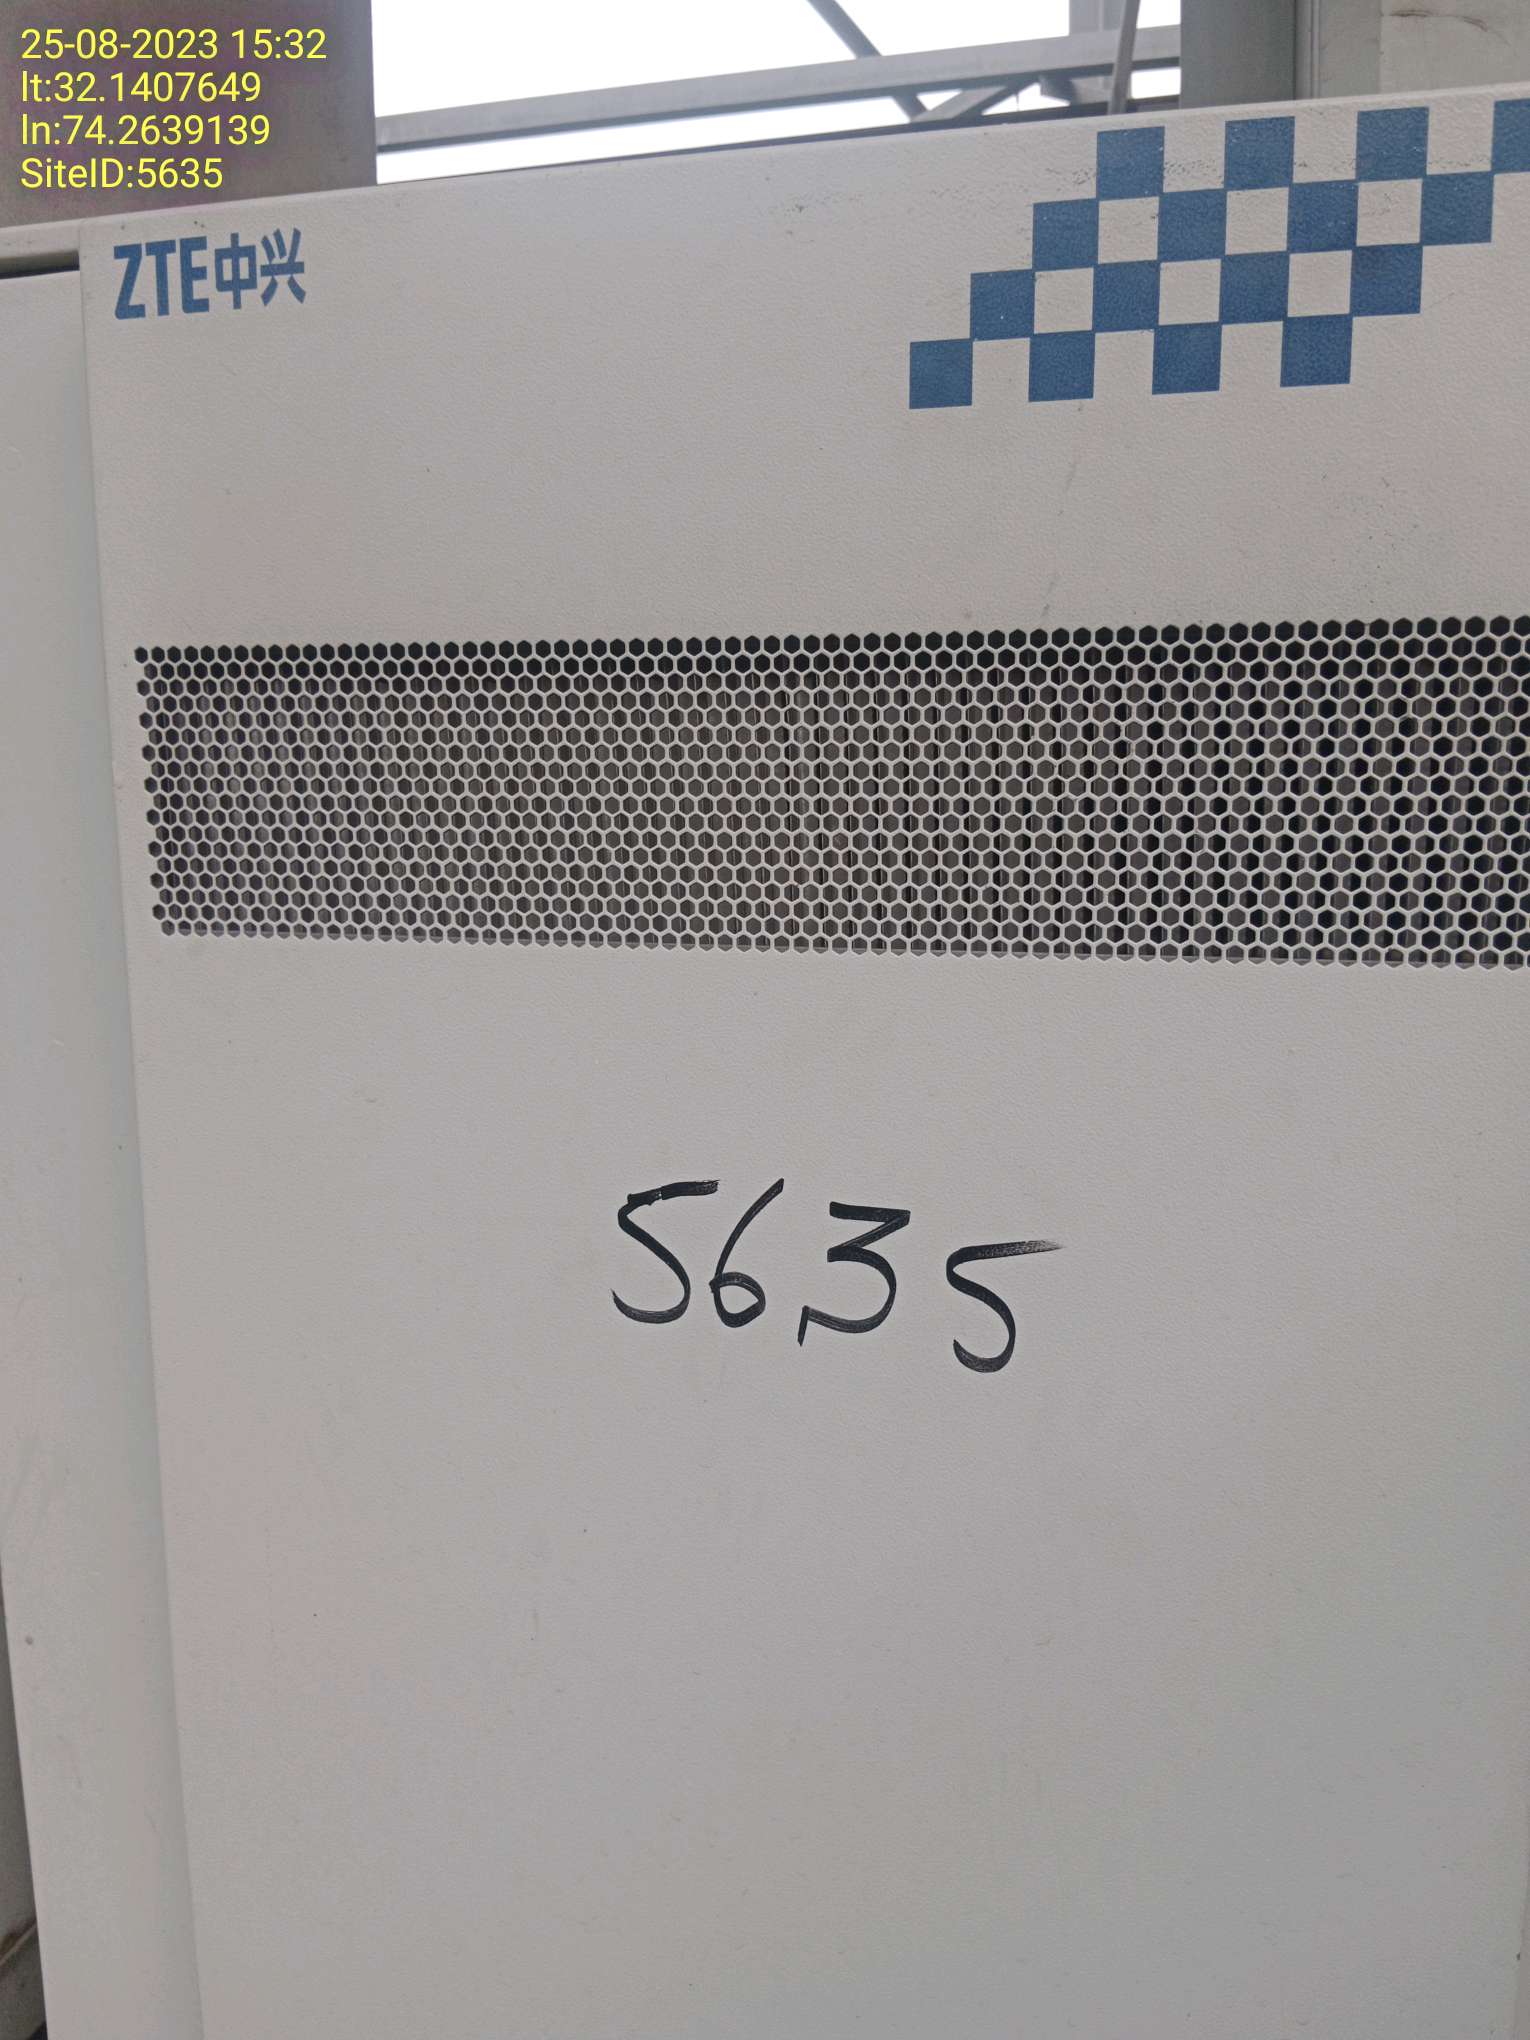 25-08-2023 15:32
lt:32.1407649
ln:74.2639139
SiteID:5635
ZTE中兴
5635